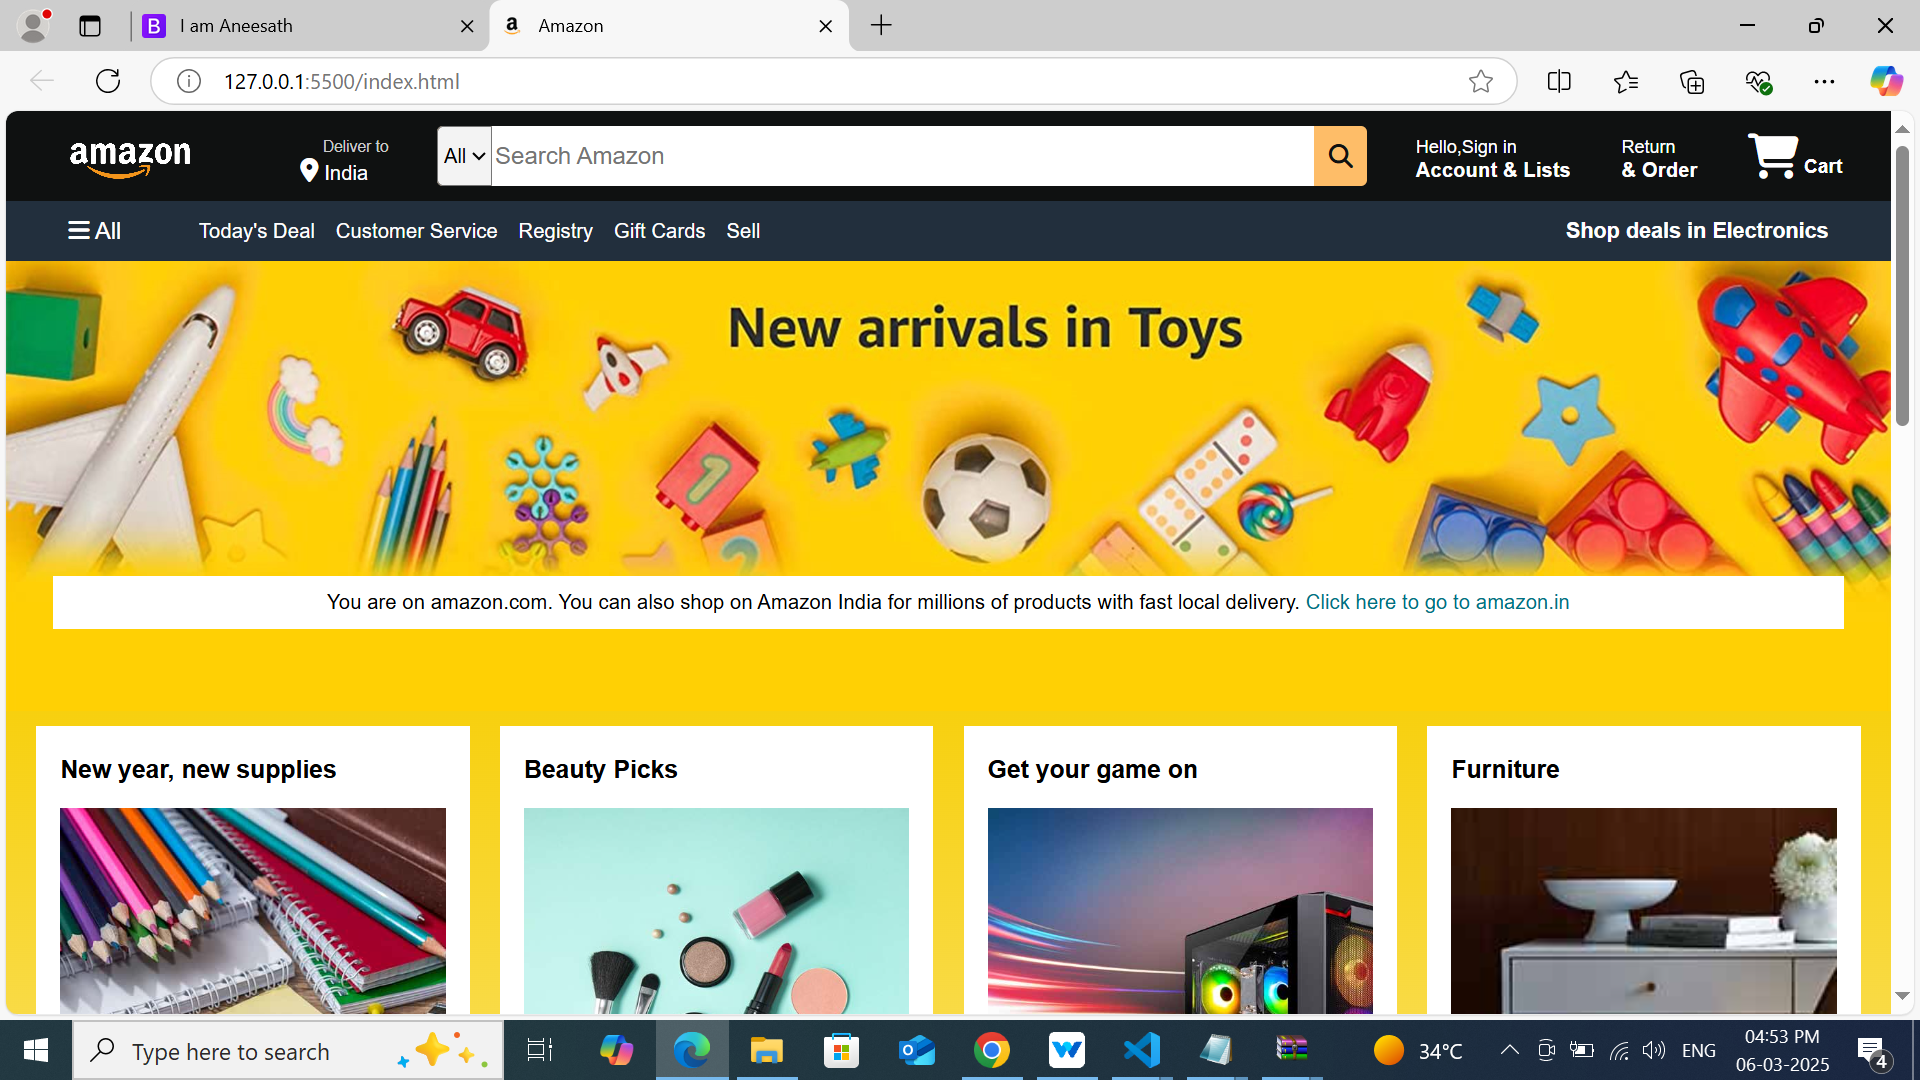 I am Aneesath
Amazon
127.0.0.1:5500/index.html
amazon
Deliver to
India
All
Search Amazon
Hello,Sign in
Account & Lists
Return
& Order
Cart
All
Today's Deal
Customer Service
Registry
Gift Cards
Sell
Shop deals in Electronics
New arrivals in Toys
1
2
You are on amazon.com. You can also shop on Amazon India for millions of products with fast local delivery. Click here to go to amazon.in
New year, new supplies
Beauty Picks
Get your game on
Furniture
Type here to search
34°C
ENG
04:53 PM
06-03-2025
4